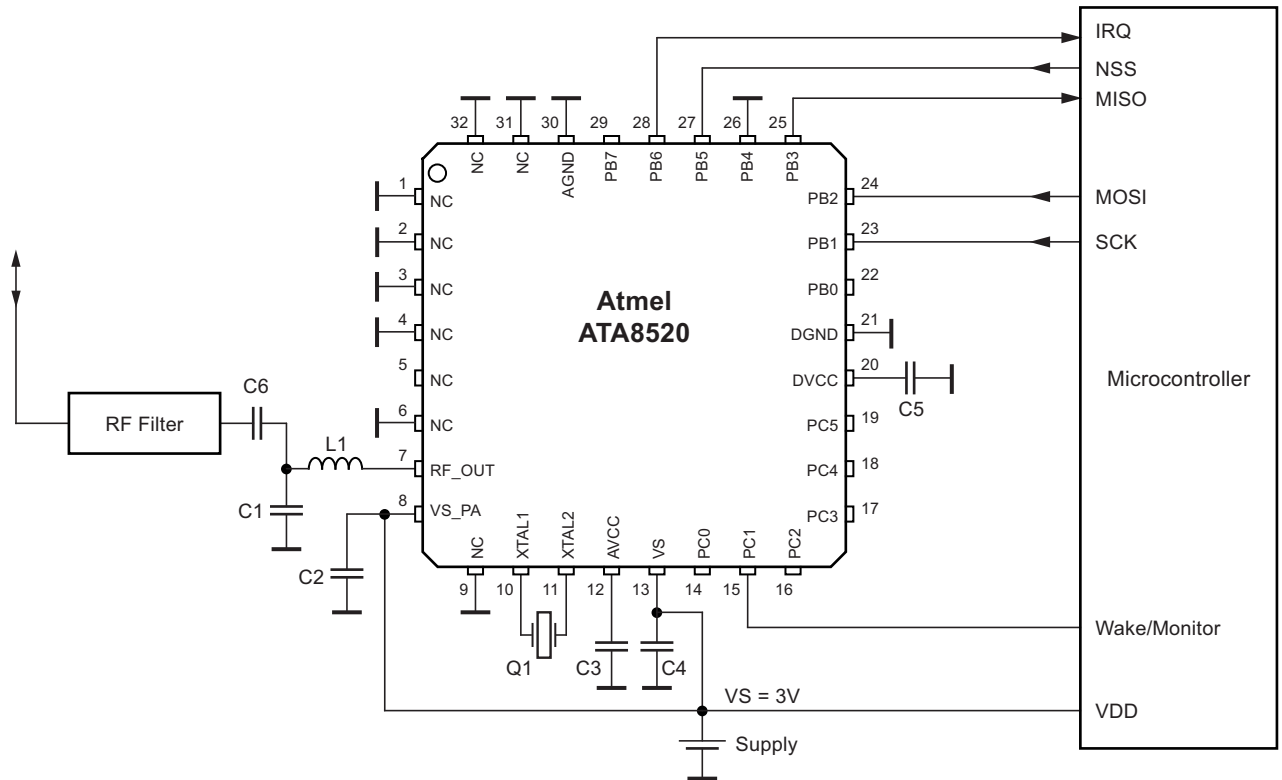 IRQ
NSS
MISO
32
31
30
29
28
27
26
25
NC
NC
AGND
PB7
PB6
PB5
PB4
PB3
1
NC
PB2
24
MOSI
2
NC
PB1
23
SCK
3
NC
PB0
22
Atmel
ATA8520
4
NC
DGND
21
5
NC
DVCC
20
C5
Microcontroller
C6
RF Filter
6
NC
PC5
19
L1
7
RF_OUT
PC4
18
C1
8
VS_PA
PC3
17
C2
NC
XTAL1
XTAL2
AVCC
VS
PC0
PC1
PC2
9
10
11
12
13
14
15
16
Wake/Monitor
Q1
C3
C4
VS = 3V
VDD
Supply